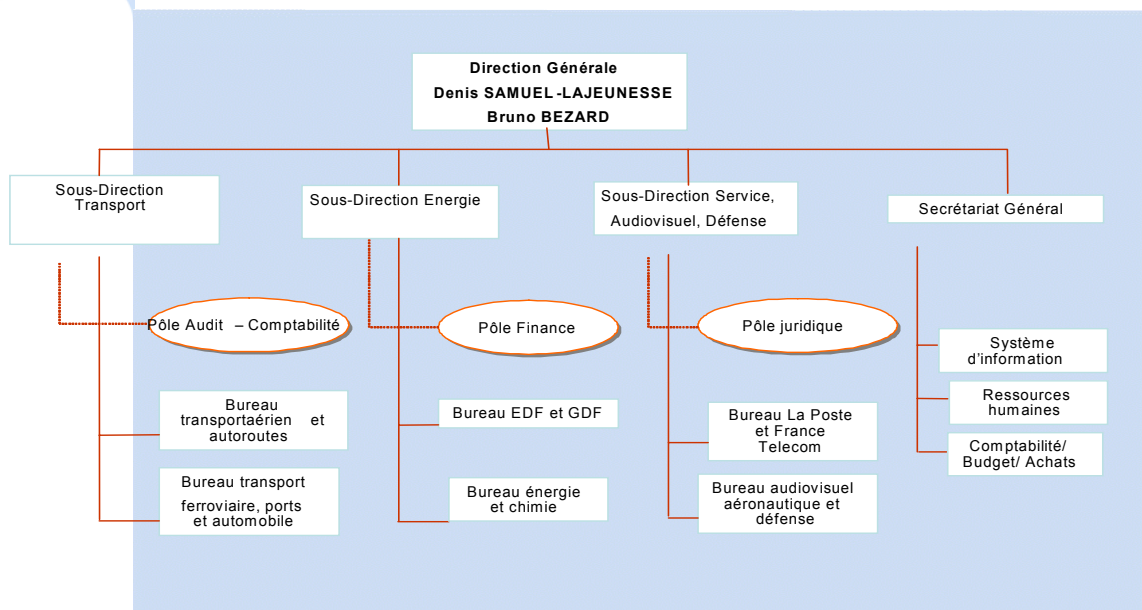 Direction Générale
Denis SAMUEL-LAJEUNESSE
Bruno BEZARD
Sous-Direction
Transport
Sous-Direction Energie
Sous-Direction Service,
Audiovisuel, Défense
Secrétariat Général
Pôle Audit – Comptabilité
Pôle Finance
Pôle juridique
Bureau
transportaérien et
autoroutes
Bureau transport
ferroviaire, ports
et automobile
Bureau EDF et GDF
Bureau énergie
et chimie
Bureau La Poste
et France
Telecom
Bureau audiovisuel
aéronautique et
défense
Système
d'information
Ressources
humaines
Comptabilité/
Budget/ Achats